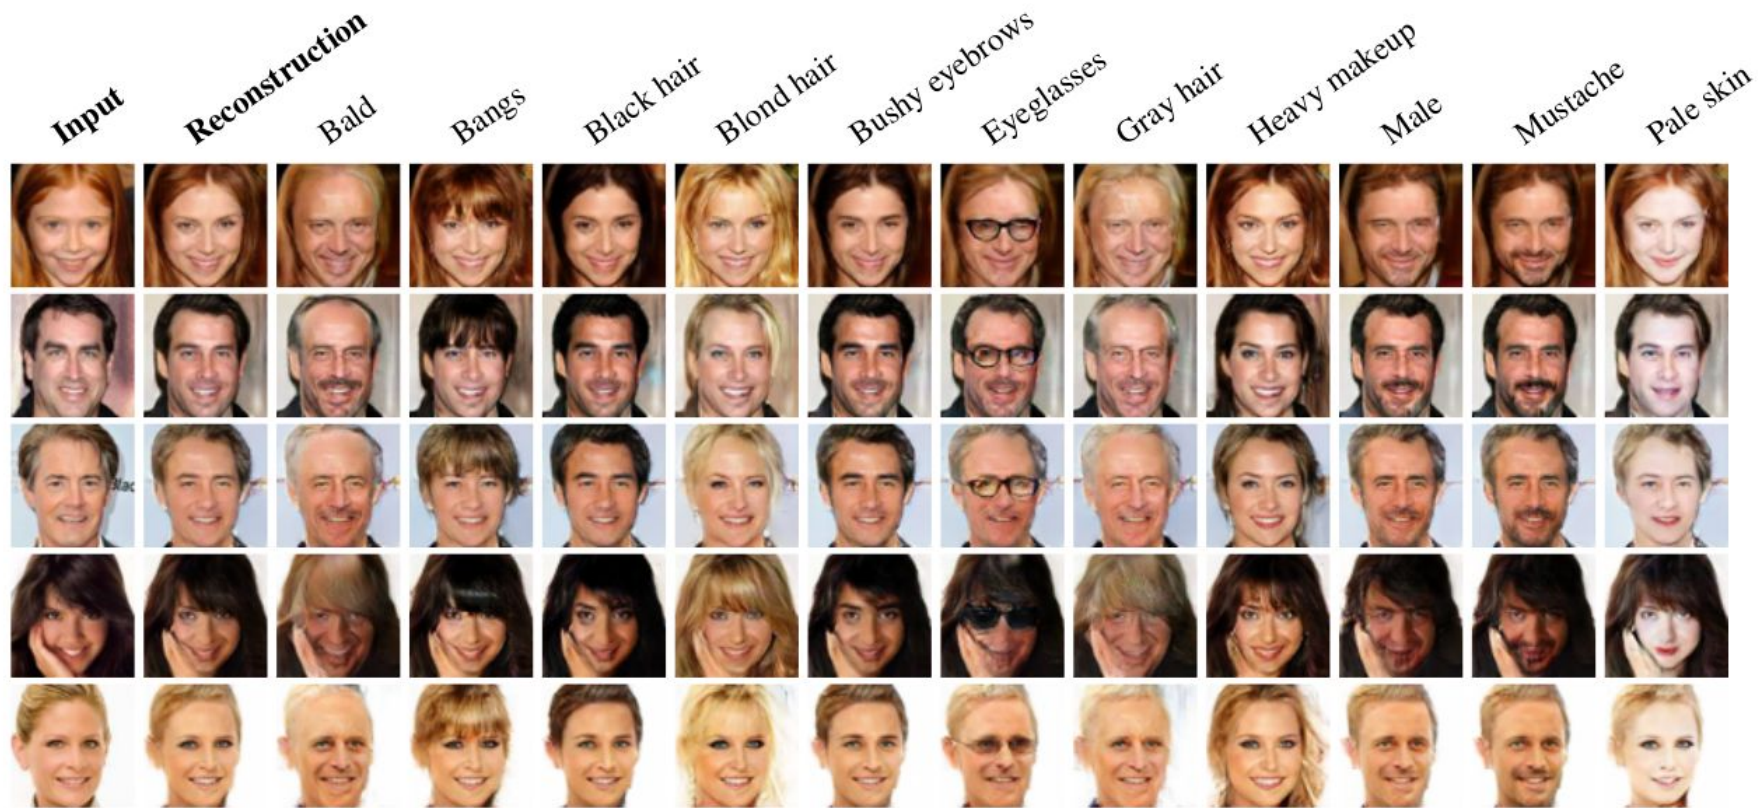 Input
Reconstruction
Bald
Bangs
Black hair
Blond hair
Bushy eyebrows
Eyeglasses
Gray hair
Heavy makeup
Male
Mustache
Pale skin